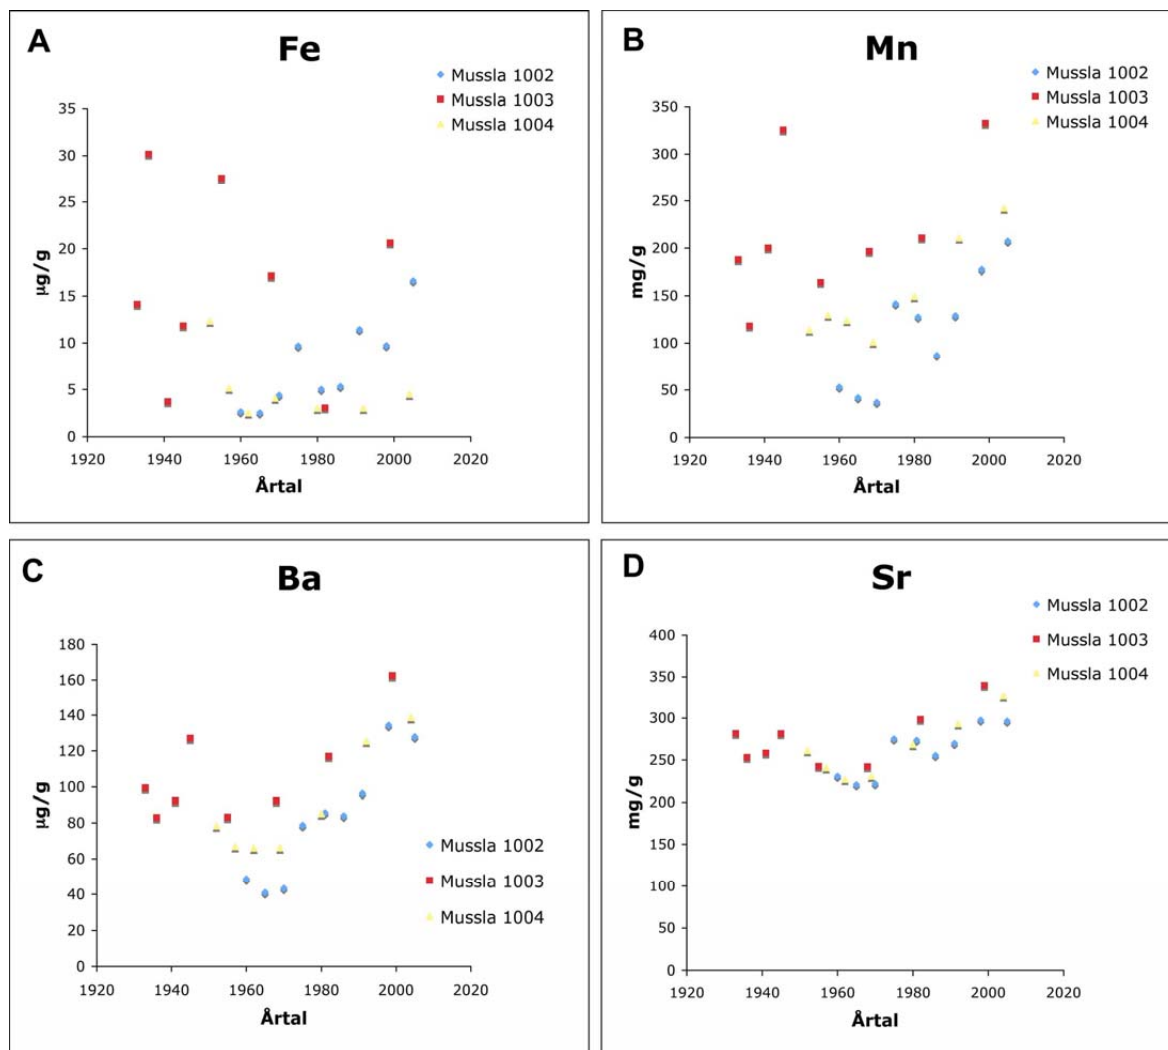 A
Fe
Mussla 1002
Mussla 1003
Mussla 1004
35
30
25
20
15
10
5
0
µg/g
1920 1940 1960 1980 2000 2020
Årtal
B
Mn
Mussla 1002
Mussla 1003
Mussla 1004
350
300
250
200
150
100
50
0
mg/g
1920 1940 1960 1980 2000 2020
Årtal
C
Ba
180
160
140
120
100
80
60
40
20
0
µg/g
Mussla 1002
Mussla 1003
Mussla 1004
1920 1940 1960 1980 2000 2020
Årtal
D
Sr
Mussla 1002
Mussla 1003
Mussla 1004
400
350
300
250
200
150
100
50
0
mg/g
1920 1940 1960 1980 2000 2020
Årtal